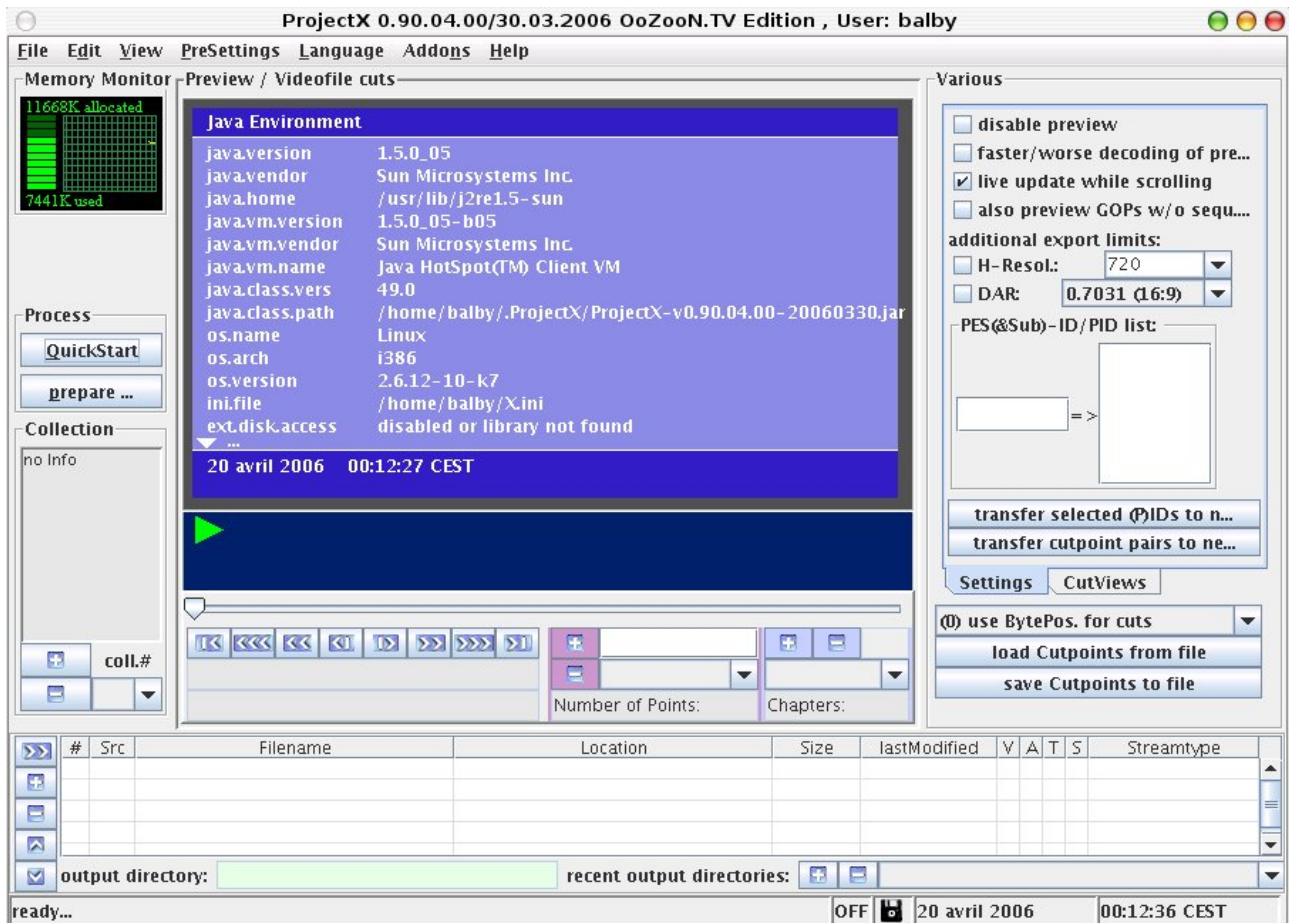 ProjectX 0.90.04.00/30.03.2006 OoZooN.TV Edition , User: balby
File Edit View PreSettings Language Addons Help
Memory Monitor
11668K allocated
7441K used
Process
QuickStart
prepare ...
Collection
no Info
coll.#
Preview / Videofile cuts
Java Environment
java.version 1.5.0_05
java.vendor Sun Microsystems Inc.
java.home /usr/lib/j2re1.5-sun
java.vm.version 1.5.0_05-b05
java.vm.vendor Sun Microsystems Inc.
java.vm.name Java HotSpot(TM) Client VM
java.class.vers 49.0
java.class.path /home/balby/.ProjectX/ProjectX-v0.90.04.00-20060330.jar
os.name Linux
os.arch i386
os.version 2.6.12-10-k7
ini.file /home/balby/X.ini
ext.disk.access disabled or library not found
...
20 avril 2006 00:12:27 CEST
Number of Points:
Chapters:
Various
disable preview
faster/worse decoding of pre...
live update while scrolling
also preview GOPs w/o sequ....
additional export limits:
H-Resol.: 720
DAR: 0.7031 (16:9)
PES(&Sub)-ID/PID list:
=>
transfer selected (P)IDs to n...
transfer cutpoint pairs to ne...
Settings CutViews
(0) use BytePos. for cuts
load Cutpoints from file
save Cutpoints to file
# Src Filename Location Size lastModified V A T S Streamtype
output directory: recent output directories:
ready... OFF 20 avril 2006 00:12:36 CEST